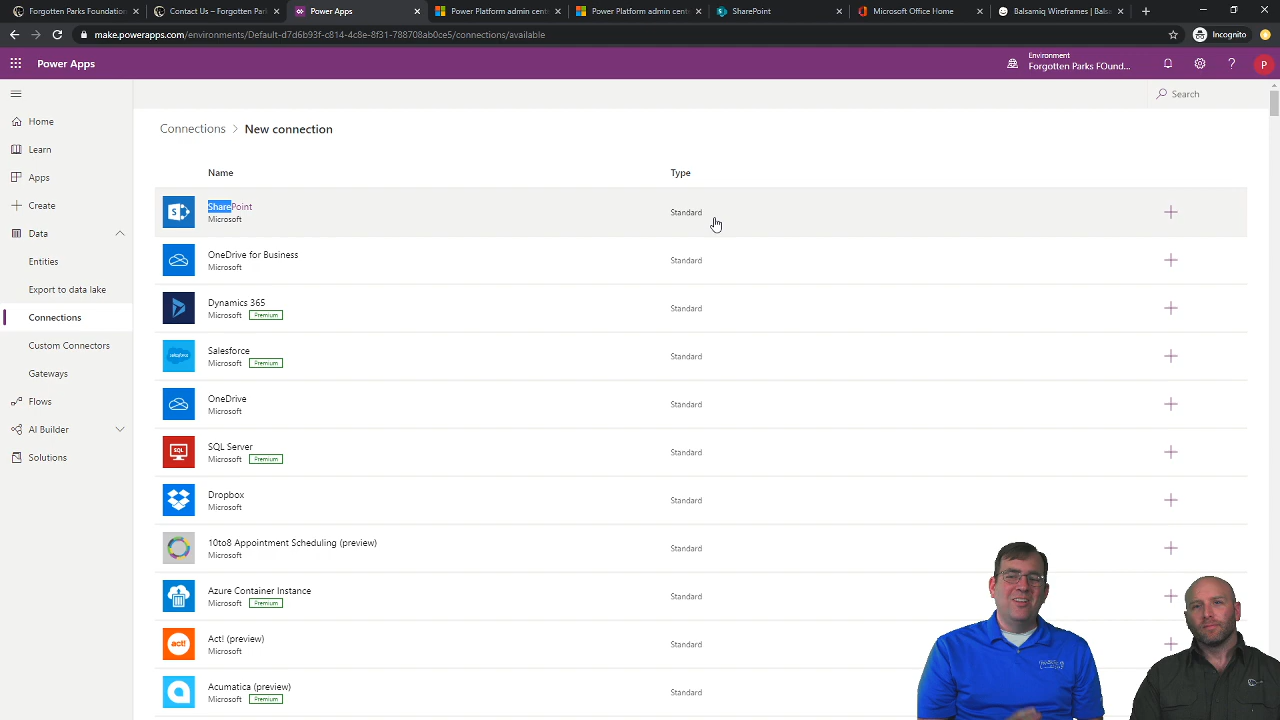 Forgotten Parks Foundation
Contact Us – Forgotten Park
Power Apps
Power Platform admin cent
Power Platform admin cent
SharePoint
Microsoft Office Home
Balsamiq Wireframes | Bals
make.powerapps.com/environments/Default-d7d6b93f-c814-4c8e-8f31-788708ab0ce5/connections/available
Incognito
Power Apps
Environment
Forgotten Parks FOund...
P
Search
Home
Learn
Apps
Create
Data
Entities
Export to data lake
Connections
Custom Connectors
Gateways
Flows
AI Builder
Solutions
Connections > New connection
Name Type
SharePoint
Microsoft
Standard
OneDrive for Business
Microsoft
Standard
Dynamics 365
Microsoft Premium
Standard
Salesforce
Microsoft Premium
Standard
OneDrive
Microsoft
Standard
SQL Server
Microsoft Premium
Standard
Dropbox
Microsoft
Standard
10to8 Appointment Scheduling (preview)
Microsoft
Standard
Azure Container Instance
Microsoft Premium
Standard
Act! (preview)
Microsoft
Standard
Acumatica (preview)
Microsoft Premium
Standard